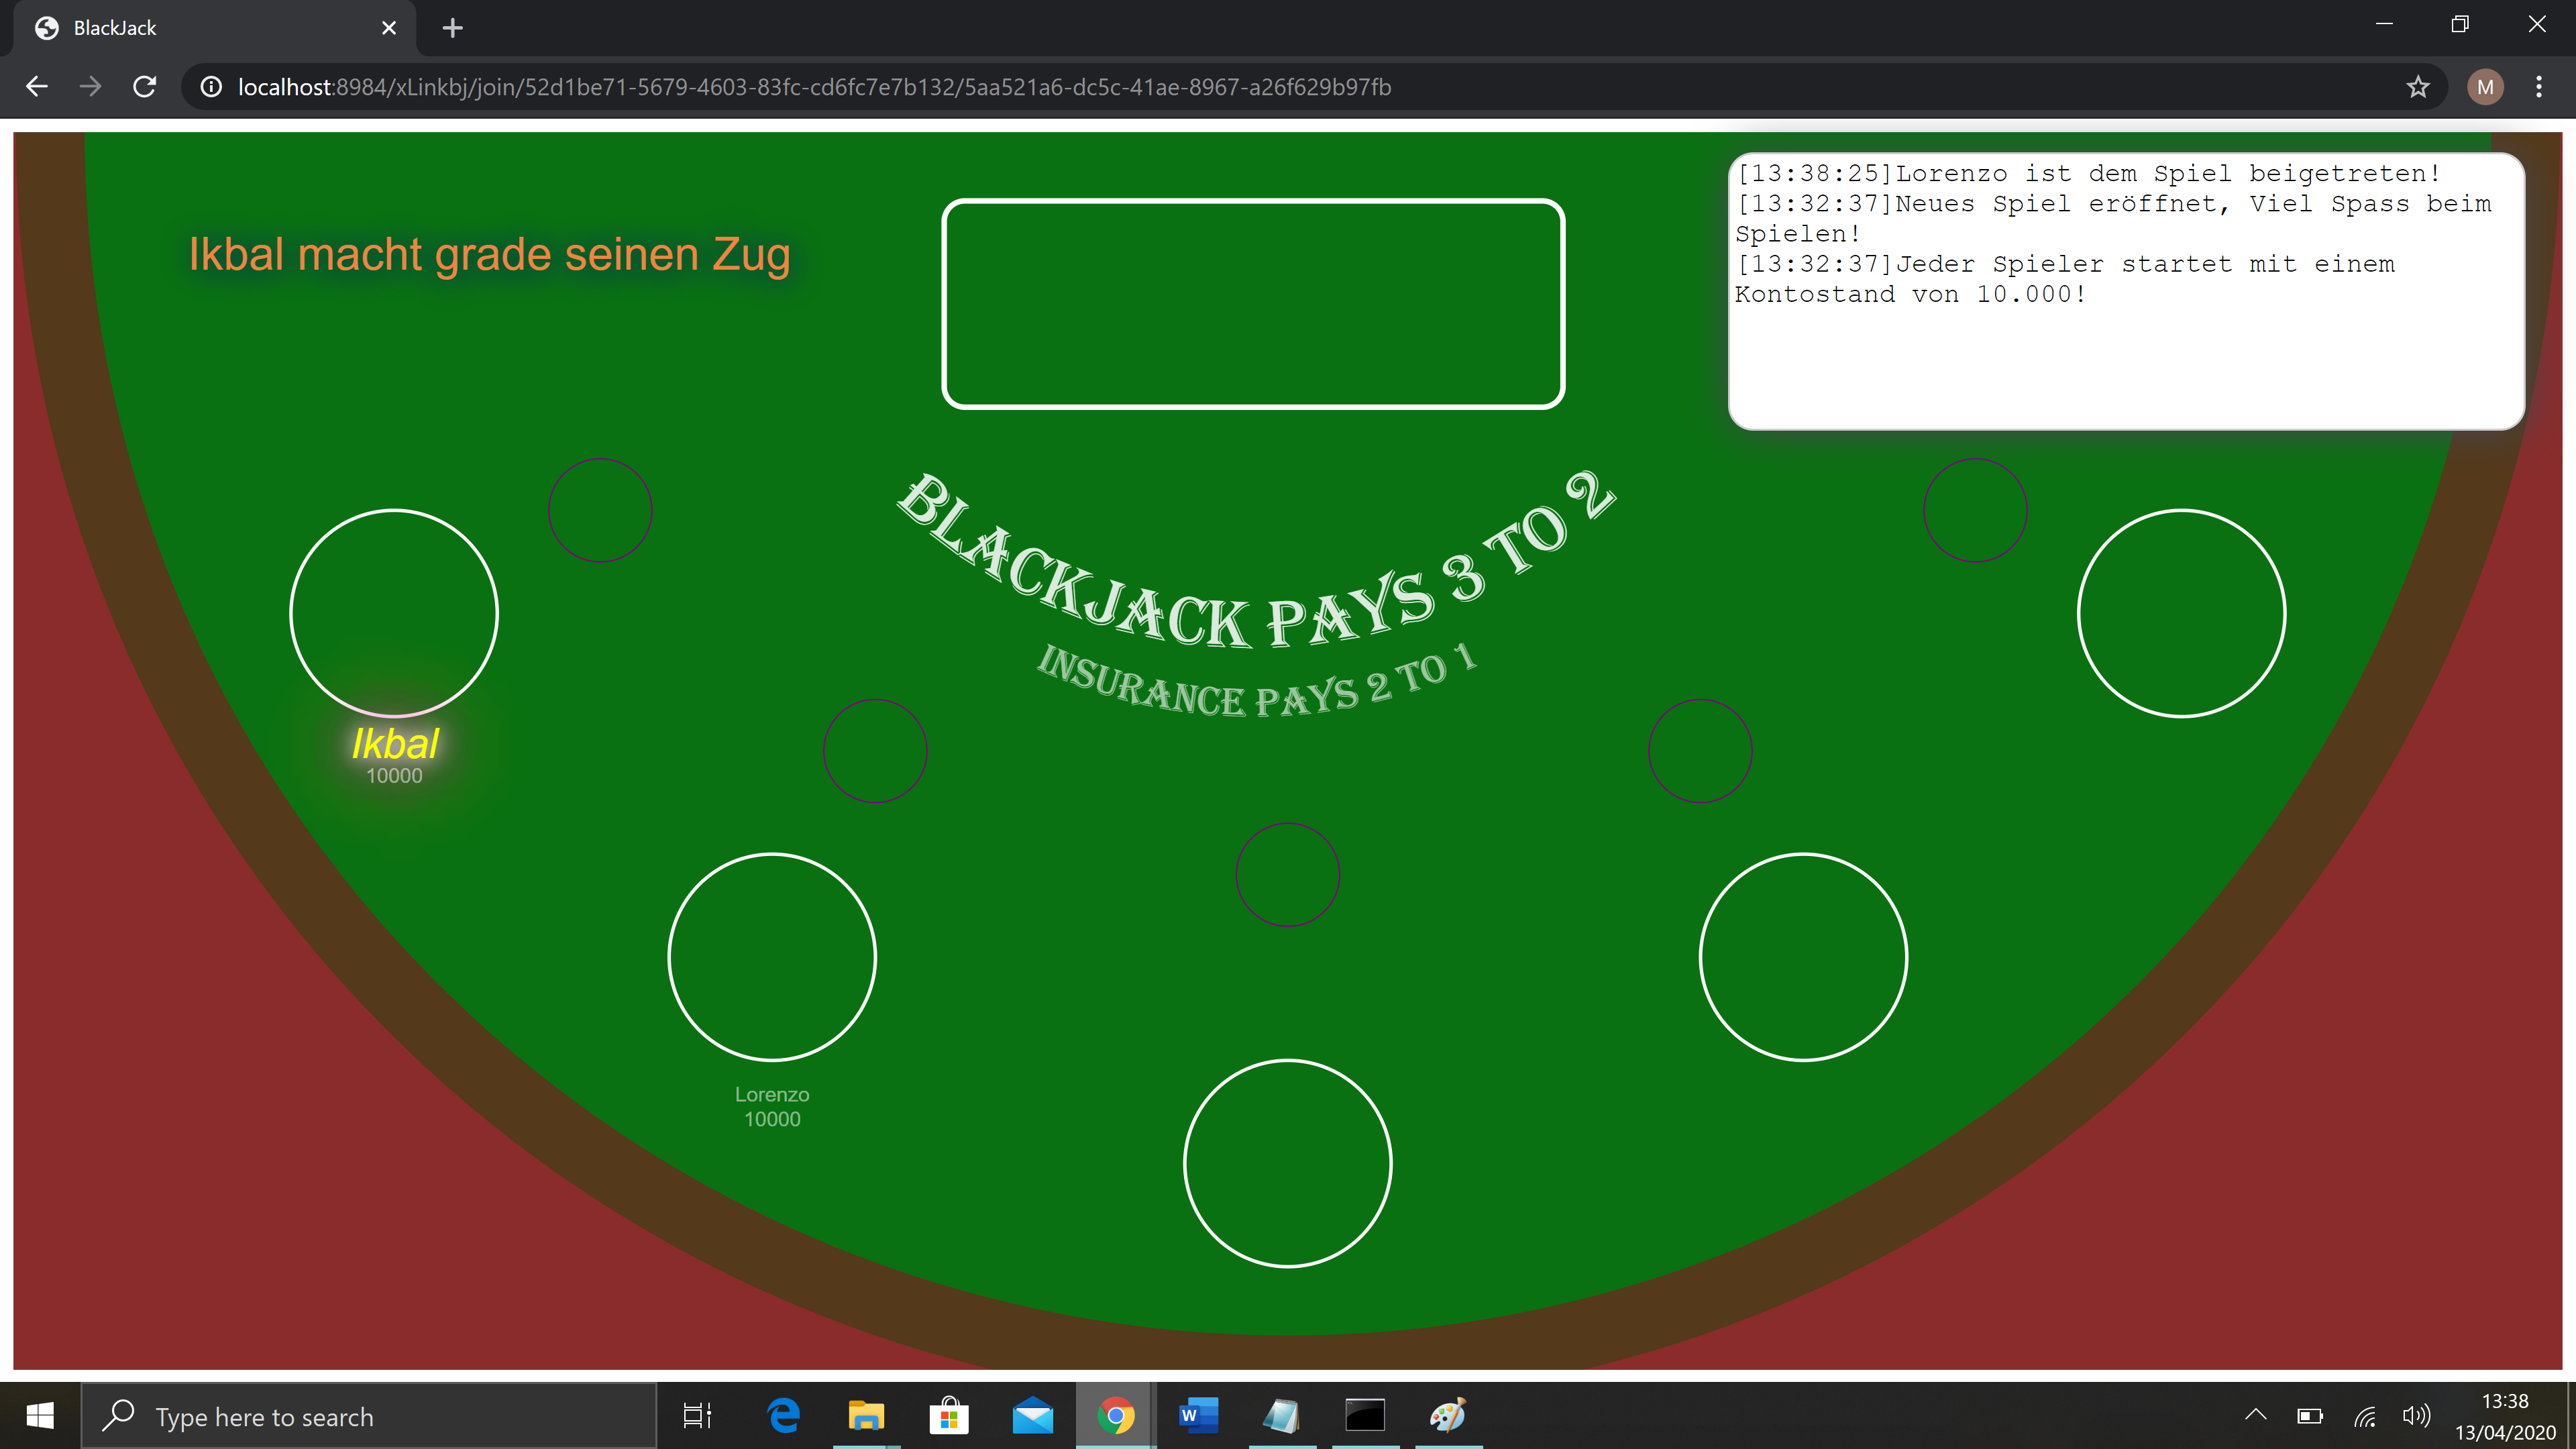 BlackJack
localhost:8984/xLinkbj/join/52d1be71-5679-4603-83fc-cd6fc7e7b132/5aa521a6-dc5c-41ae-8967-a26f629b97fb
M
Ikbal macht grade seinen Zug
[13:38:25]Lorenzo ist dem Spiel beigetreten!
[13:32:37]Neues Spiel eröffnet, Viel Spass beim
Spielen!
[13:32:37]Jeder Spieler startet mit einem
Kontostand von 10.000!
BLACKJACK PAYS 3 TO 2
INSURANCE PAYS 2 TO 1
Ikbal
10000
Lorenzo
10000
Type here to search
W
13:38
13/04/2020